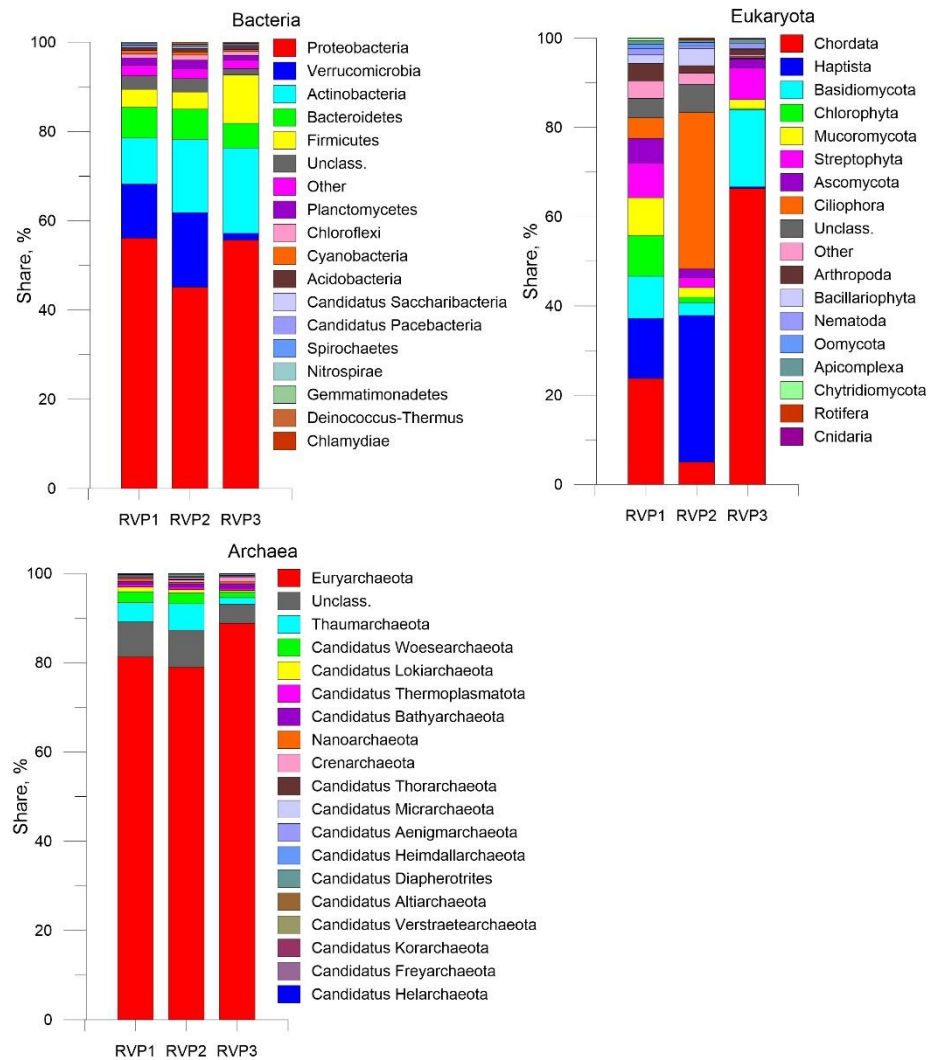 Bacteria
100
80
60
40
20
0
Share, %
RVP1 RVP2 RVP3
Proteobacteria
Verrucomicrobia
Actinobacteria
Bacteroidetes
Firmicutes
Unclass.
Other
Planctomycetes
Chloroflexi
Cyanobacteria
Acidobacteria
Candidatus Saccharibacteria
Candidatus Pacebacteria
Spirochaetes
Nitrospirae
Gemmatimonadetes
Deinococcus-Thermus
Chlamydiae
Eukaryota
100
80
60
40
20
0
Share, %
RVP1 RVP2 RVP3
Chordata
Haptista
Basidiomycota
Chlorophyta
Mucoromycota
Streptophyta
Ascomycota
Ciliophora
Unclass.
Other
Arthropoda
Bacillariophyta
Nematoda
Oomycota
Apicomplexa
Chytridiomycota
Rotifera
Cnidaria
Archaea
100
80
60
40
20
0
Share, %
RVP1 RVP2 RVP3
Euryarchaeota
Unclass.
Thaumarchaeota
Candidatus Woesearchaeota
Candidatus Lokiarchaeota
Candidatus Thermoplasmatota
Candidatus Bathyarchaeota
Nanoarchaeota
Crenarchaeota
Candidatus Thorarchaeota
Candidatus Micrarchaeota
Candidatus Aenigmarchaeota
Candidatus Heimdallarchaeota
Candidatus Diapherotrites
Candidatus Altiarchaeota
Candidatus Verstraetearchaeota
Candidatus Korarchaeota
Candidatus Freyarchaeota
Candidatus Helarchaeota